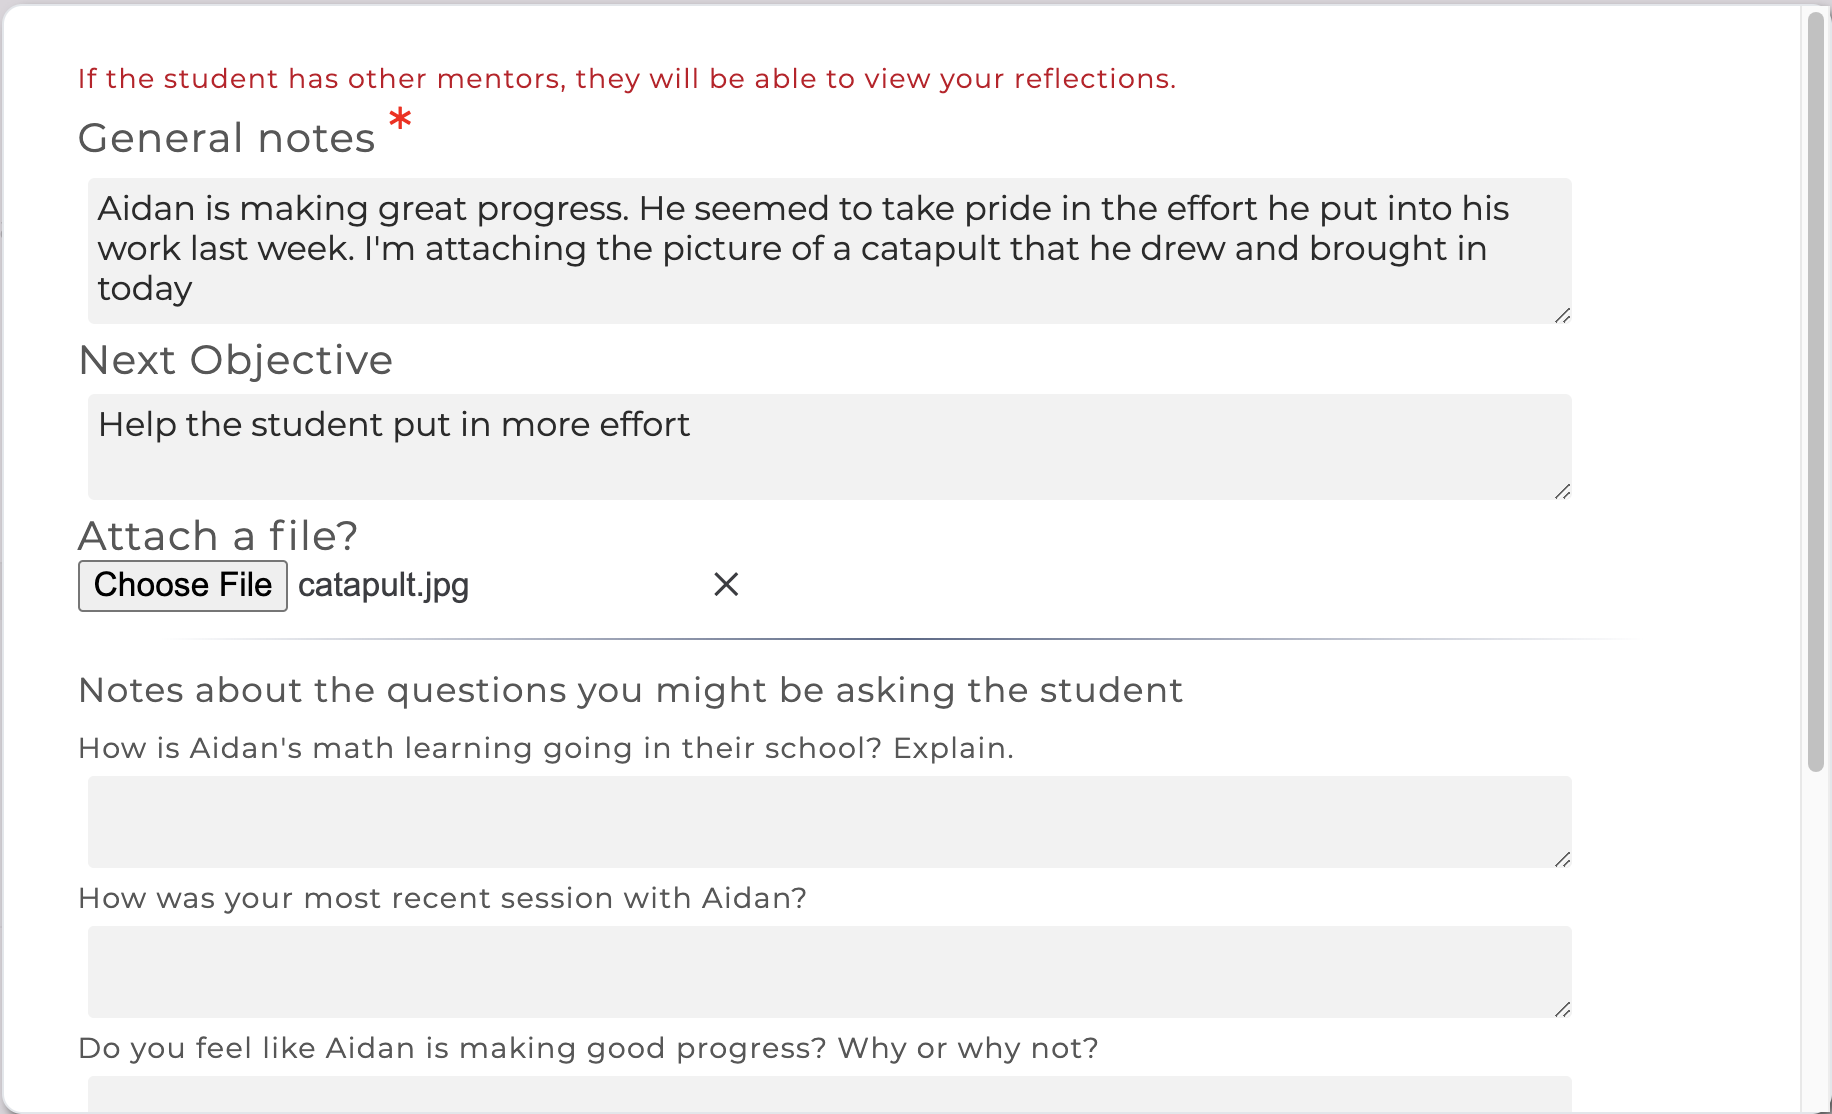 If the student has other mentors, they will be able to view your reflections.
General notes *
Aidan is making great progress. He seemed to take pride in the effort he put into his
work last week. I'm attaching the picture of a catapult that he drew and brought in
today
Next Objective
Help the student put in more effort
Attach a file?
Choose File catapult.jpg ×
Notes about the questions you might be asking the student
How is Aidan's math learning going in their school? Explain.
How was your most recent session with Aidan?
Do you feel like Aidan is making good progress? Why or why not?